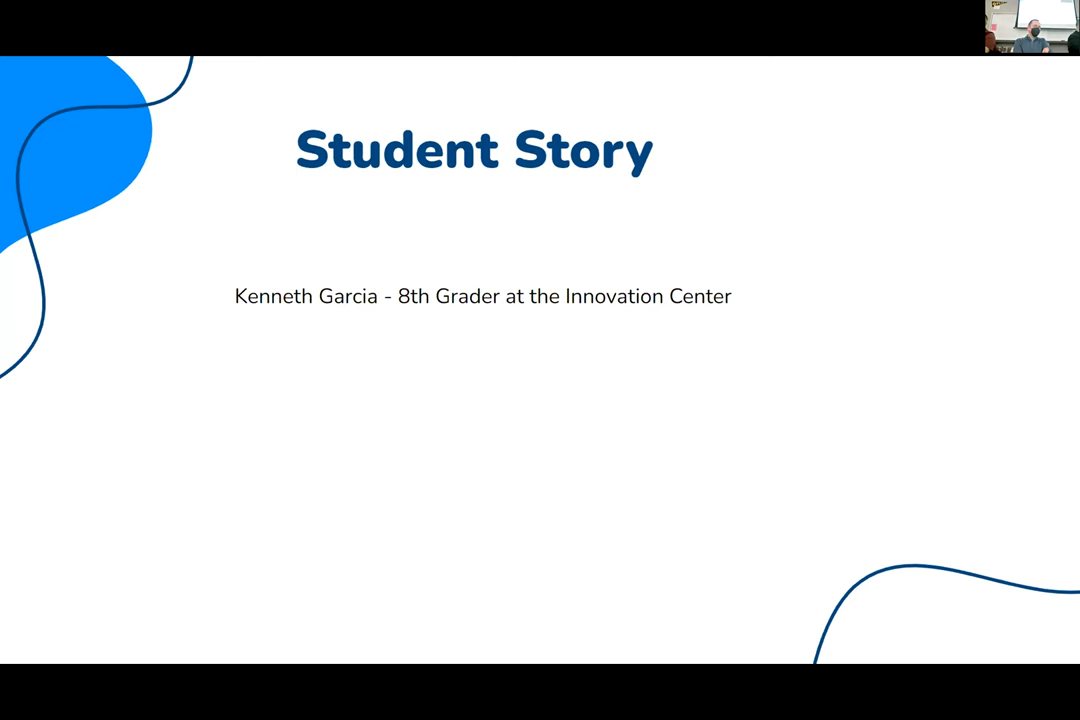 Student Story
Kenneth Garcia - 8th Grader at the Innovation Center